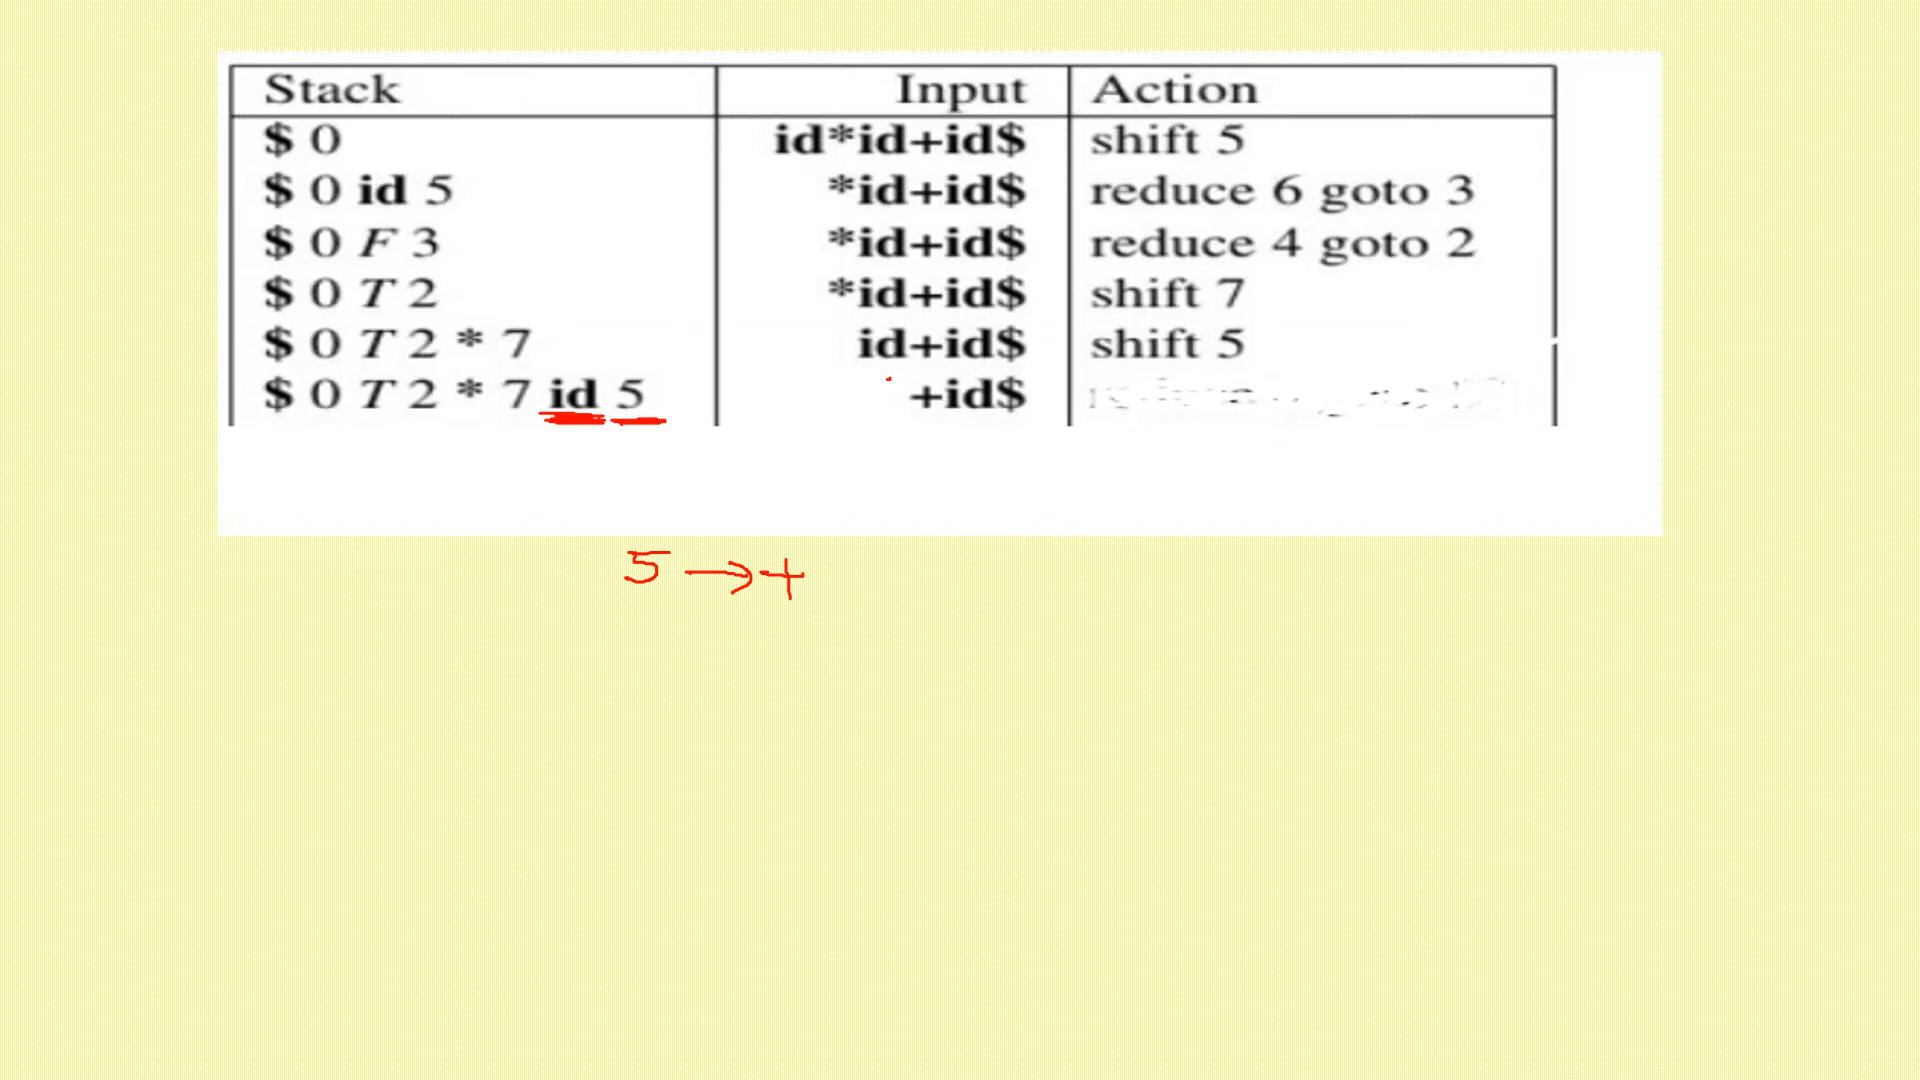 Stack Input Action
$ 0 id*id+id$ shift 5
$ 0 id 5 *id+id$ reduce 6 goto 3
$ 0 F 3 *id+id$ reduce 4 goto 2
$ 0 T 2 *id+id$ shift 7
$ 0 T 2 * 7 id+id$ shift 5
$ 0 T 2 * 7 id 5 +id$
5 → +